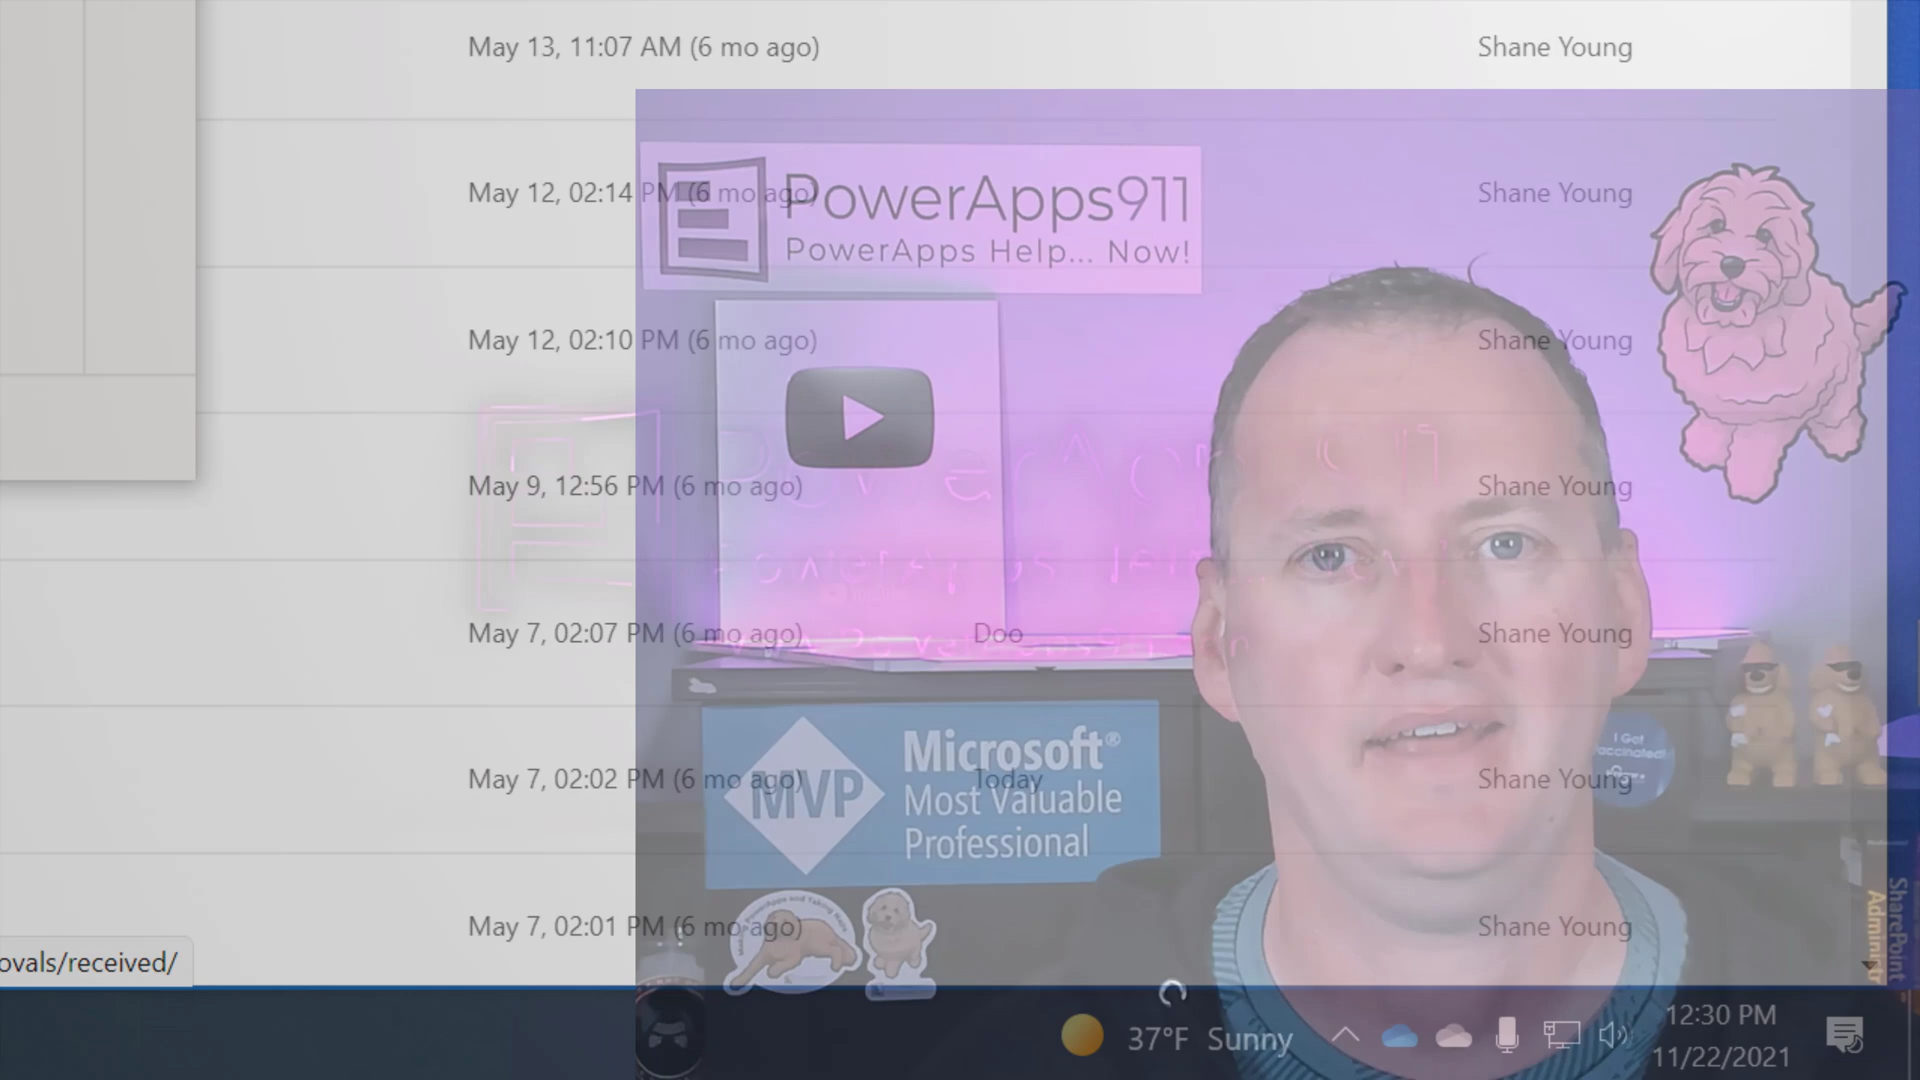 May 13, 11:07 AM (6 mo ago)
Shane Young
May 12, 02:14 PM (6 mo ago)
Shane Young
PowerApps911
PowerApps Help... Now!
May 12, 02:10 PM (6 mo ago)
Shane Young
May 9, 12:56 PM (6 mo ago)
Shane Young
May 7, 02:07 PM (6 mo ago)
Doo
Shane Young
May 7, 02:02 PM (6 mo ago)
Today
Shane Young
MVP
Microsoft®
Most Valuable
Professional
I Got
Vaccinated!
May 7, 02:01 PM (6 mo ago)
Shane Young
SharePoint
ovals/received/
37°F Sunny
12:30 PM
11/22/2021